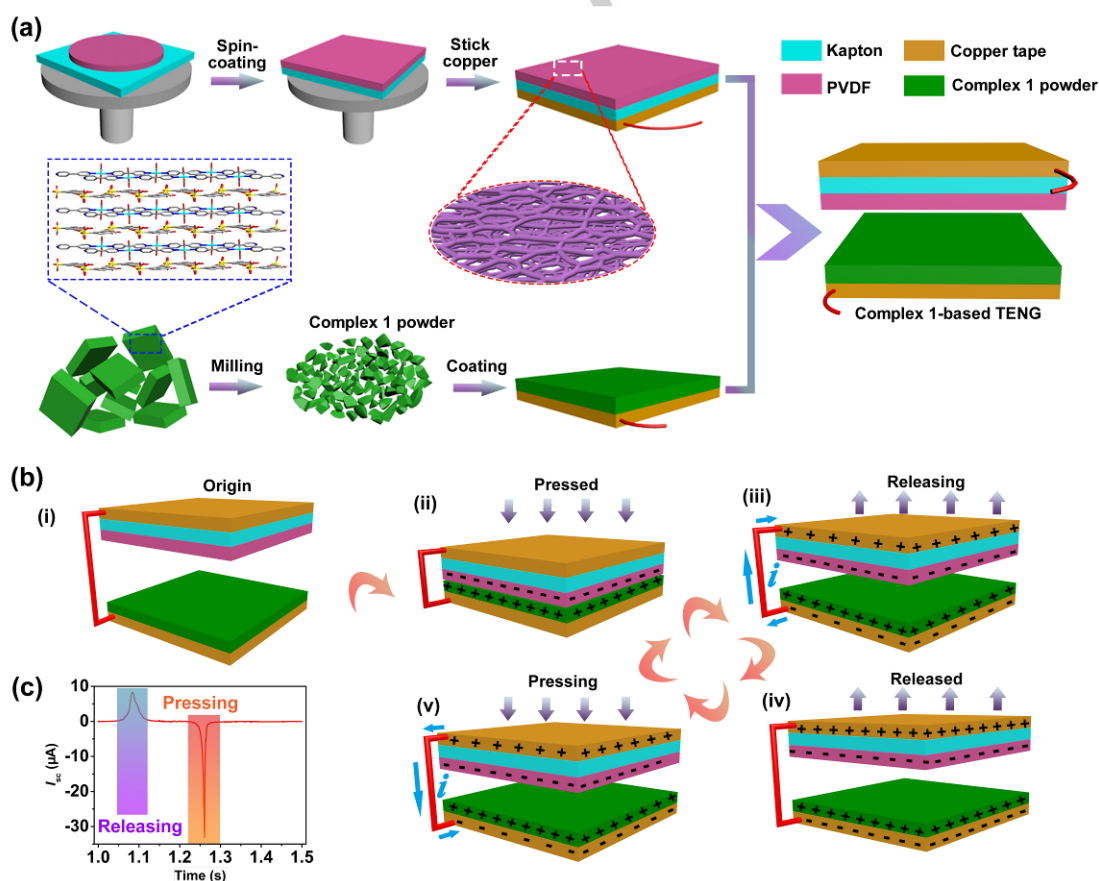 (a)
Spin-
coating
Stick
copper
Kapton
Copper tape
PVDF
Complex 1 powder
Complex 1 powder
Milling
Coating
Complex 1-based TENG
(b)
Origin
(i)
Pressed
(ii)
Releasing
(iii)
i
Pressing
(v)
i
Released
(iv)
(c)
10
0
-10
-20
-30
Isc (μA)
Pressing
Releasing
1.0 1.1 1.2 1.3 1.4 1.5
Time (s)